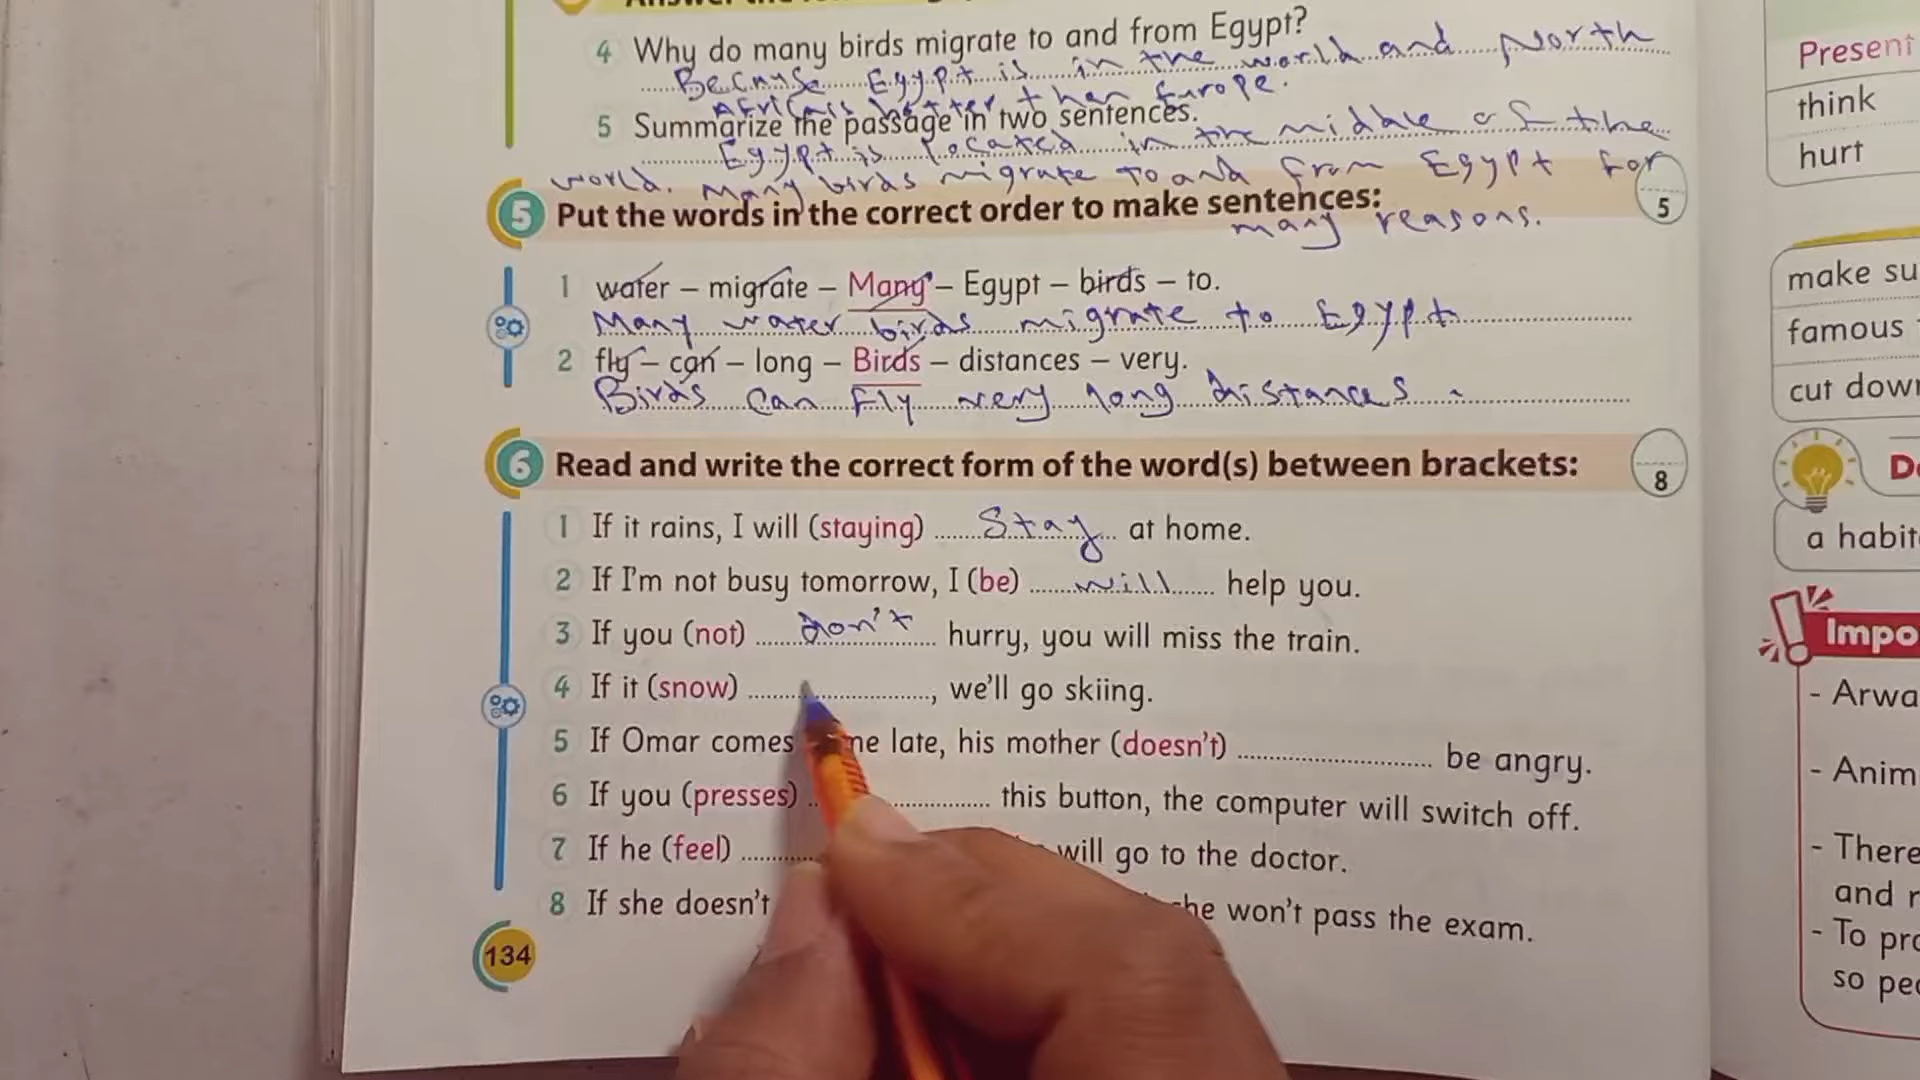 4 Why do many birds migrate to and from Egypt?
Becauyse Egypt is in the world and North
Africa is better than Europe.
5 Summarize the passage in two sentences.
Egypt is located in the middle of the
world. Many birds migrate to and from Egypt for
many reasons.
5 Put the words in the correct order to make sentences:
5
1 water – migrate – Many – Egypt – birds – to.
Many water birds migrate to Egypt
2 fly – can – long – Birds – distances – very.
Birds can fly very long distances.
6 Read and write the correct form of the word(s) between brackets:
8
1 If it rains, I will (staying) ...... Stay ...... at home.
2 If I'm not busy tomorrow, I (be) ...... will ...... help you.
3 If you (not) ...... don't ...... hurry, you will miss the train.
4 If it (snow) ......................, we'll go skiing.
5 If Omar comes late, his mother (doesn't) ...................... be angry.
6 If you (presses) ...................... this button, the computer will switch off.
7 If he (feel) ......... will go to the doctor.
8 If she doesn't he won't pass the exam.
134
Present
think
hurt
make su
famous
cut down
a habit
Impo
- Arwa
- Anim
- There
and r
- To pro
so peo